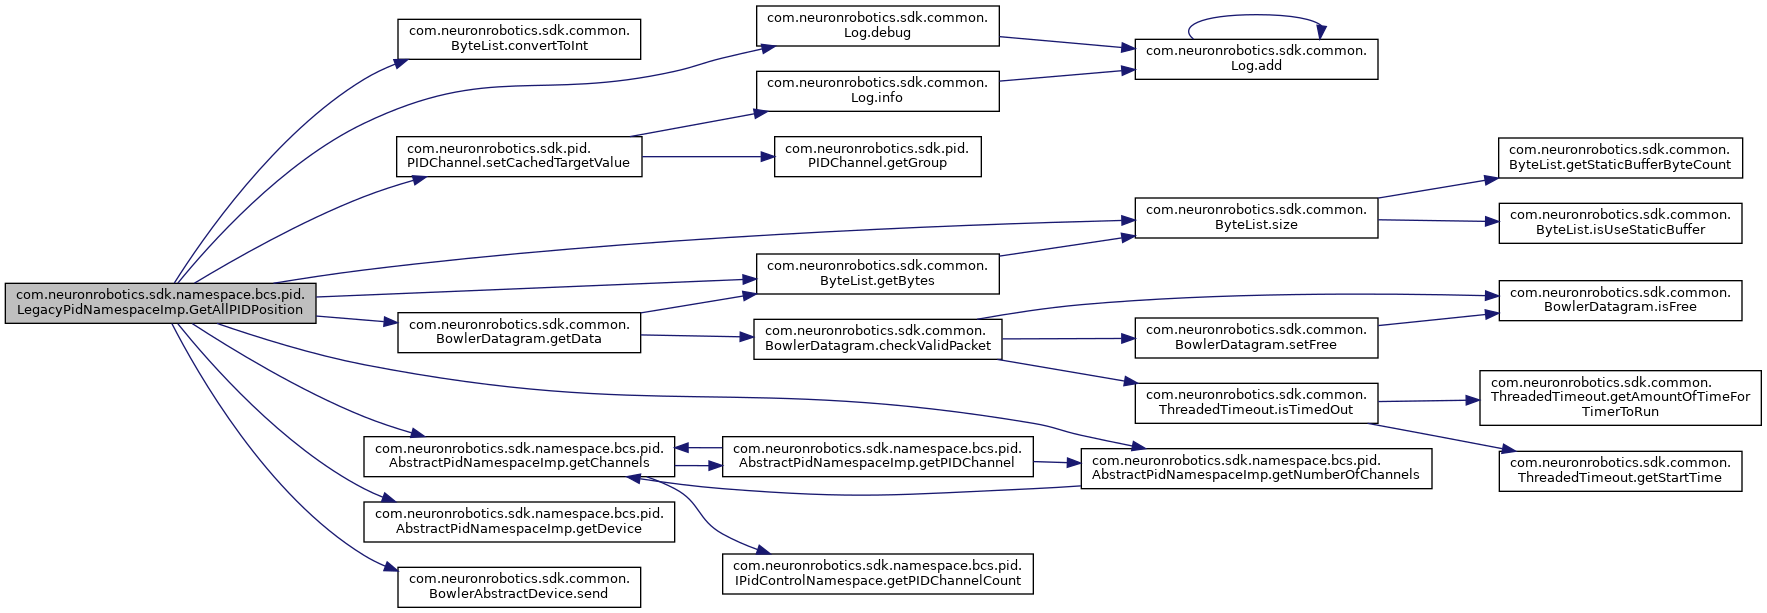 com.neuronrobotics.sdk.namespace.bcs.pid.
LegacyPidNamespaceImp.GetAllPIDPosition
com.neuronrobotics.sdk.common.
ByteList.convertToInt
com.neuronrobotics.sdk.common.
Log.debug
com.neuronrobotics.sdk.common.
Log.add
com.neuronrobotics.sdk.common.
Log.info
com.neuronrobotics.sdk.pid.
PIDChannel.setCachedTargetValue
com.neuronrobotics.sdk.pid.
PIDChannel.getGroup
com.neuronrobotics.sdk.common.
ByteList.getStaticBufferByteCount
com.neuronrobotics.sdk.common.
ByteList.size
com.neuronrobotics.sdk.common.
ByteList.isUseStaticBuffer
com.neuronrobotics.sdk.common.
ByteList.getBytes
com.neuronrobotics.sdk.common.
BowlerDatagram.getData
com.neuronrobotics.sdk.common.
BowlerDatagram.checkValidPacket
com.neuronrobotics.sdk.common.
BowlerDatagram.setFree
com.neuronrobotics.sdk.common.
BowlerDatagram.isFree
com.neuronrobotics.sdk.common.
ThreadedTimeout.isTimedOut
com.neuronrobotics.sdk.common.
ThreadedTimeout.getAmountOfTimeFor
TimerToRun
com.neuronrobotics.sdk.common.
ThreadedTimeout.getStartTime
com.neuronrobotics.sdk.namespace.bcs.pid.
AbstractPidNamespaceImp.getChannels
com.neuronrobotics.sdk.namespace.bcs.pid.
AbstractPidNamespaceImp.getPIDChannel
com.neuronrobotics.sdk.namespace.bcs.pid.
AbstractPidNamespaceImp.getNumberOfChannels
com.neuronrobotics.sdk.namespace.bcs.pid.
AbstractPidNamespaceImp.getDevice
com.neuronrobotics.sdk.namespace.bcs.pid.
IPidControlNamespace.getPIDChannelCount
com.neuronrobotics.sdk.common.
BowlerAbstractDevice.send